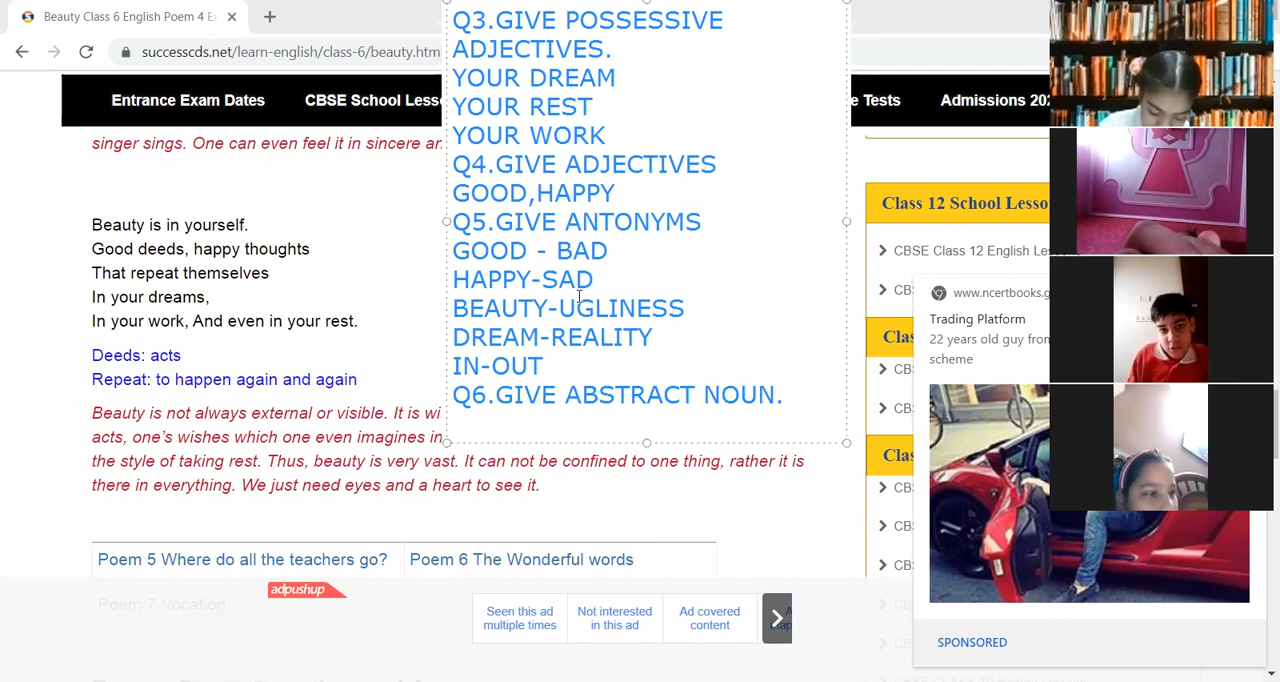 Beauty Class 6 English Poem 4 E
successcds.net/learn-english/class-6/beauty.htm
Entrance Exam Dates
CBSE School Less
e Tests
Admissions 202
singer sings. One can even feel it in sincere
Beauty is in yourself.
Good deeds, happy thoughts
That repeat themselves
In your dreams,
In your work, And even in your rest.
Deeds: acts
Repeat: to happen again and again
Beauty is not always external or visible. It is wi
acts, one's wishes which one even imagines in
the style of taking rest. Thus, beauty is very vast. It can not be confined to one thing, rather it is
there in everything. We just need eyes and a heart to see it.
Q3.GIVE POSSESSIVE
ADJECTIVES.
YOUR DREAM
YOUR REST
YOUR WORK
Q4.GIVE ADJECTIVES
GOOD,HAPPY
Q5.GIVE ANTONYMS
GOOD - BAD
HAPPY-SAD
BEAUTY-UGLINESS
DREAM-REALITY
IN-OUT
Q6.GIVE ABSTRACT NOUN.
Poem 5 Where do all the teachers go?
Poem 6 The Wonderful words
Poem 7 Vocation
adpushup
Seen this ad
multiple times
Not interested
in this ad
Ad covered
content
Class 12 School Lesso
CBSE Class 12 English Le
CB
Clas
CB
CB
Clas
CB
CB
CB
www.ncertbooks.g
Trading Platform
22 years old guy from
scheme
SPONSORED